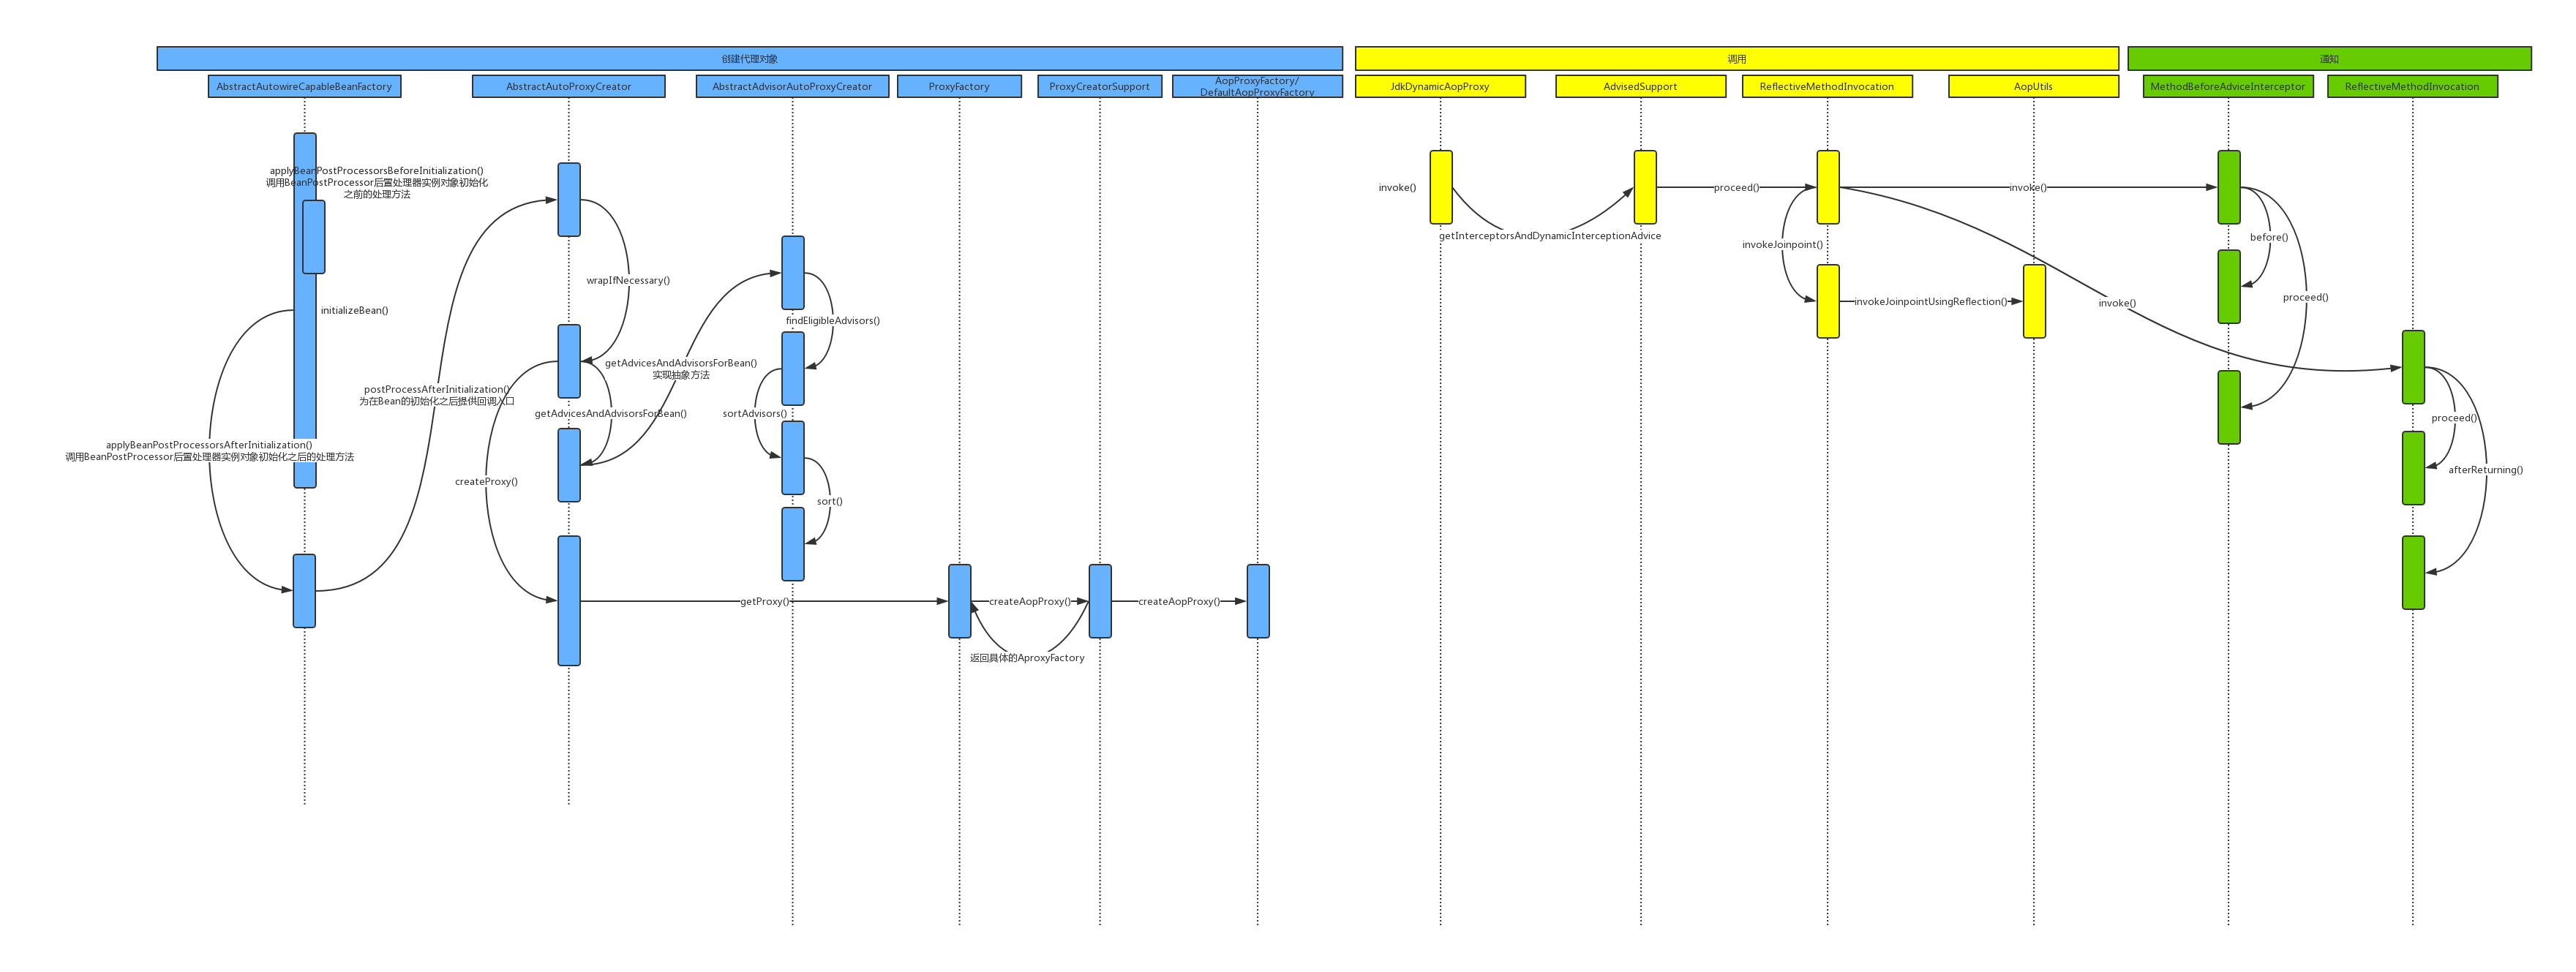 创建代理对象
调用
通知
AbstractAutowireCapableBeanFactory
AbstractAutoProxyCreator
AbstractAdvisorAutoProxyCreator
ProxyFactory
ProxyCreatorSupport
AopProxyFactory/
DefaultAopProxyFactory
JdkDynamicAopProxy
AdvisedSupport
ReflectiveMethodInvocation
AopUtils
MethodBeforeAdviceInterceptor
ReflectiveMethodInvocation
applyBeanPostProcessorsBeforeInitialization()
调用BeanPostProcessor后置处理器实例对象初始化
之前的处理方法
initializeBean()
applyBeanPostProcessorsAfterInitialization()
调用BeanPostProcessor后置处理器实例对象初始化之后的处理方法
postProcessAfterInitialization()
为在Bean的初始化之后提供回调入口
wrapIfNecessary()
getAdvicesAndAdvisorsForBean()
createProxy()
getAdvicesAndAdvisorsForBean()
实现抽象方法
findEligibleAdvisors()
sortAdvisors()
sort()
getProxy()
createAopProxy()
createAopProxy()
返回具体的AproxyFactory
invoke()
getInterceptorsAndDynamicInterceptionAdvice
proceed()
invokeJoinpoint()
invokeJoinpointUsingReflection()
invoke()
invoke()
before()
proceed()
proceed()
afterReturning()